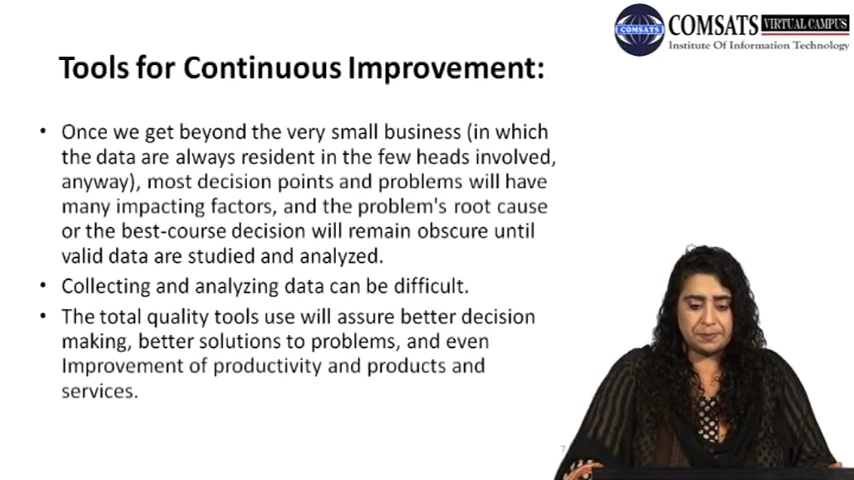 COMSATS
COMSATS VIRTUAL CAMPUS
Institute Of Information Technology
Tools for Continuous Improvement:
• Once we get beyond the very small business (in which
the data are always resident in the few heads involved,
anyway), most decision points and problems will have
many impacting factors, and the problem's root cause
or the best-course decision will remain obscure until
valid data are studied and analyzed.
• Collecting and analyzing data can be difficult.
• The total quality tools use will assure better decision
making, better solutions to problems, and even
Improvement of productivity and products and
services.
7